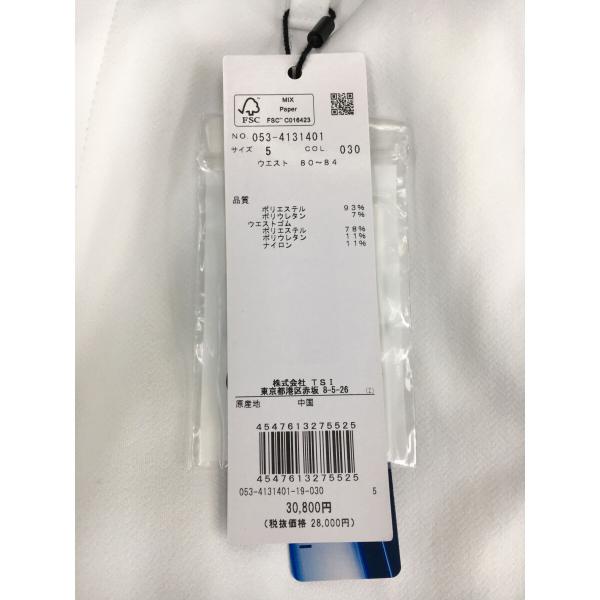 MIX
Paper
FSC™ C016423
FSC
NO. 053-4131401
サイズ 5 COL 030
ウエスト 80〜84
品質
ポリエステル 93%
ポリウレタン 7%
ウエストゴム
ポリエステル 78%
ポリウレタン 11%
ナイロン 11%
株式会社 TSI
東京都港区赤坂 8-5-26 (Z)
原産地 中国
4547613275525
4547613275525
053-4131401-19-030 5
30,800円
(税抜価格 28,000円)